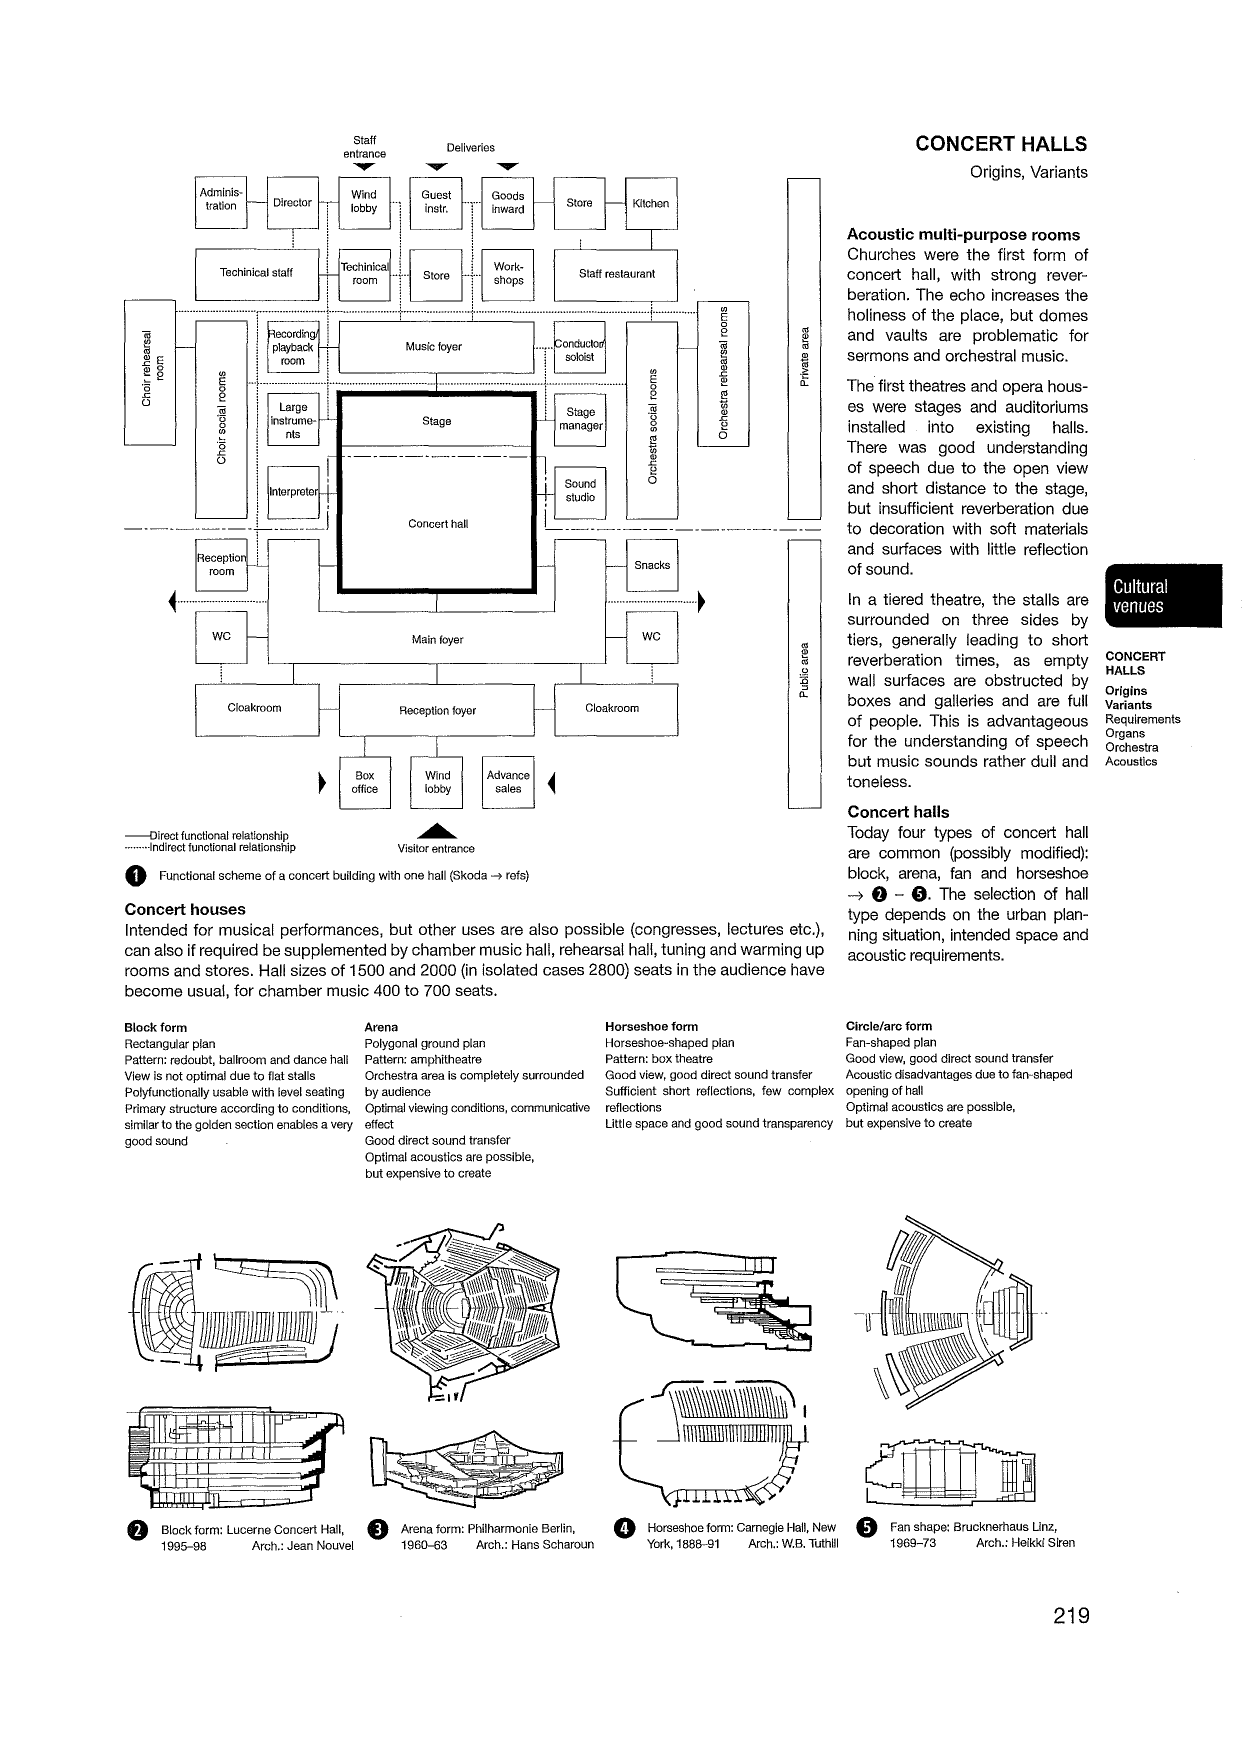 CONCERT HALLS
Origins, Variants
Staff
entrance
Deliveries
Adminis-
tration
Director
Wind
lobby
Guest
instr.
Goods
inward
Store
Kitchen
Techinical staff
Techinical
room
Store
Work-
shops
Staff restaurant
Choir rehearsal
room
Choir social rooms
Recording/
playback
room
Music foyer
Conductor/
soloist
Orchestra social rooms
Orchestra rehearsal rooms
Private area
Large
instrume-
nts
Stage
Stage
manager
Interpreter
Sound
studio
Concert hall
Reception
room
Snacks
WC
Main foyer
WC
Public area
Cloakroom
Reception foyer
Cloakroom
Box
office
Wind
lobby
Advance
sales
Direct functional relationship
Indirect functional relationship
Visitor entrance
1 Functional scheme of a concert building with one hall (Skoda → refs)
Concert houses
Intended for musical performances, but other uses are also possible (congresses, lectures etc.),
can also if required be supplemented by chamber music hall, rehearsal hall, tuning and warming up
rooms and stores. Hall sizes of 1500 and 2000 (in isolated cases 2800) seats in the audience have
become usual, for chamber music 400 to 700 seats.
Acoustic multi-purpose rooms
Churches were the first form of
concert hall, with strong rever-
beration. The echo increases the
holiness of the place, but domes
and vaults are problematic for
sermons and orchestral music.
The first theatres and opera hous-
es were stages and auditoriums
installed into existing halls.
There was good understanding
of speech due to the open view
and short distance to the stage,
but insufficient reverberation due
to decoration with soft materials
and surfaces with little reflection
of sound.
In a tiered theatre, the stalls are
surrounded on three sides by
tiers, generally leading to short
reverberation times, as empty
wall surfaces are obstructed by
boxes and galleries and are full
of people. This is advantageous
for the understanding of speech
but music sounds rather dull and
toneless.
Concert halls
Today four types of concert hall
are common (possibly modified):
block, arena, fan and horseshoe
→ 2 – 5. The selection of hall
type depends on the urban plan-
ning situation, intended space and
acoustic requirements.
Cultural
venues
CONCERT
HALLS
Origins
Variants
Requirements
Organs
Orchestra
Acoustics
Block form
Rectangular plan
Pattern: redoubt, ballroom and dance hall
View is not optimal due to flat stalls
Polyfunctionally usable with level seating
Primary structure according to conditions,
similar to the golden section enables a very
good sound
Arena
Polygonal ground plan
Pattern: amphitheatre
Orchestra area is completely surrounded
by audience
Optimal viewing conditions, communicative
effect
Good direct sound transfer
Optimal acoustics are possible,
but expensive to create
Horseshoe form
Horseshoe-shaped plan
Pattern: box theatre
Good view, good direct sound transfer
Sufficient short reflections, few complex
reflections
Little space and good sound transparency
Circle/arc form
Fan-shaped plan
Good view, good direct sound transfer
Acoustic disadvantages due to fan-shaped
opening of hall
Optimal acoustics are possible,
but expensive to create
2 Block form: Lucerne Concert Hall,
1995–98 Arch.: Jean Nouvel
3 Arena form: Philharmonie Berlin,
1960–63 Arch.: Hans Scharoun
4 Horseshoe form: Carnegie Hall, New
York, 1888–91 Arch.: W.B. Tuthill
5 Fan shape: Brucknerhaus Linz,
1969–73 Arch.: Heikki Siren
219